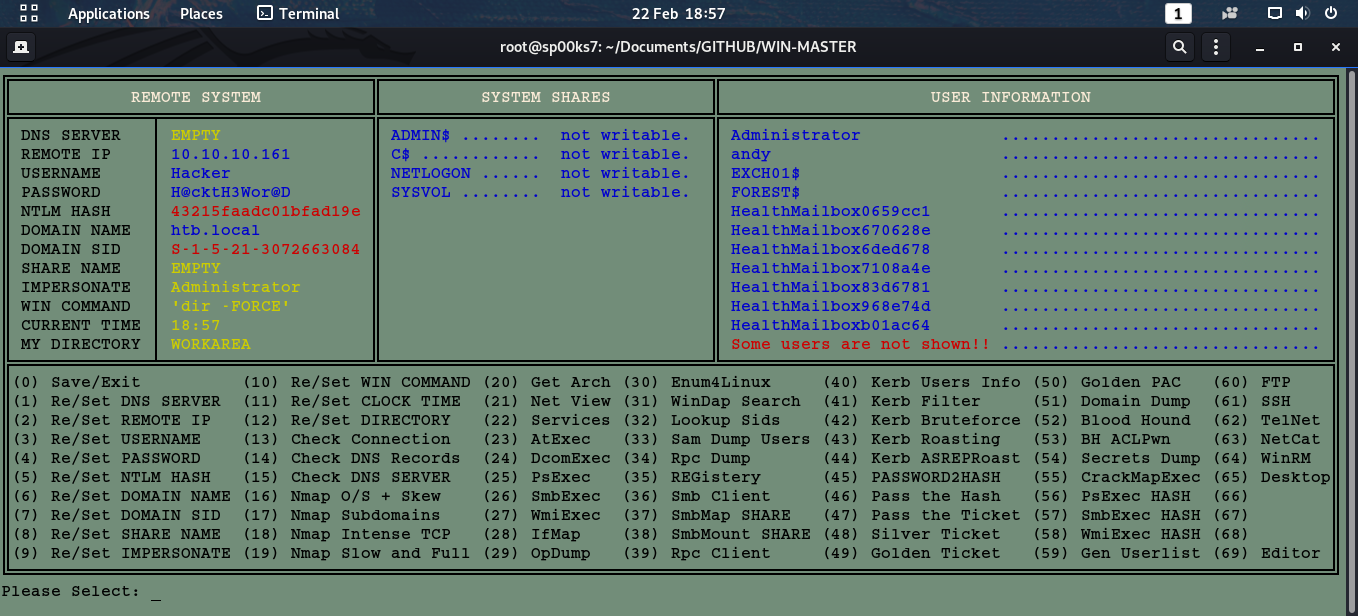 Applications Places Terminal 22 Feb 18:57 1
root@sp00ks7: ~/Documents/GITHUB/WIN-MASTER
REMOTE SYSTEM SYSTEM SHARES USER INFORMATION
DNS SERVER EMPTY ADMIN$ ........ not writable. Administrator ................................
REMOTE IP 10.10.10.161 C$ ............ not writable. andy ................................
USERNAME Hacker NETLOGON ...... not writable. EXCH01$ ................................
PASSWORD H@cktH3Wor@D SYSVOL ........ not writable. FOREST$ ................................
NTLM HASH 43215faadc01bfad19e HealthMailbox0659cc1 ................................
DOMAIN NAME htb.local HealthMailbox670628e ................................
DOMAIN SID S-1-5-21-3072663084 HealthMailbox6ded678 ................................
SHARE NAME EMPTY HealthMailbox7108a4e ................................
IMPERSONATE Administrator HealthMailbox83d6781 ................................
WIN COMMAND 'dir -FORCE' HealthMailbox968e74d ................................
CURRENT TIME 18:57 HealthMailboxb01ac64 ................................
MY DIRECTORY WORKAREA Some users are not shown!! ................................
(0) Save/Exit (10) Re/Set WIN COMMAND (20) Get Arch (30) Enum4Linux (40) Kerb Users Info (50) Golden PAC (60) FTP
(1) Re/Set DNS SERVER (11) Re/Set CLOCK TIME (21) Net View (31) WinDap Search (41) Kerb Filter (51) Domain Dump (61) SSH
(2) Re/Set REMOTE IP (12) Re/Set DIRECTORY (22) Services (32) Lookup Sids (42) Kerb Bruteforce (52) Blood Hound (62) TelNet
(3) Re/Set USERNAME (13) Check Connection (23) AtExec (33) Sam Dump Users (43) Kerb Roasting (53) BH ACLPwn (63) NetCat
(4) Re/Set PASSWORD (14) Check DNS Records (24) DcomExec (34) Rpc Dump (44) Kerb ASREPRoast (54) Secrets Dump (64) WinRM
(5) Re/Set NTLM HASH (15) Check DNS SERVER (25) PsExec (35) REGistery (45) PASSWORD2HASH (55) CrackMapExec (65) Desktop
(6) Re/Set DOMAIN NAME (16) Nmap O/S + Skew (26) SmbExec (36) Smb Client (46) Pass the Hash (56) PsExec HASH (66)
(7) Re/Set DOMAIN SID (17) Nmap Subdomains (27) WmiExec (37) SmbMap SHARE (47) Pass the Ticket (57) SmbExec HASH (67)
(8) Re/Set SHARE NAME (18) Nmap Intense TCP (28) IfMap (38) SmbMount SHARE (48) Silver Ticket (58) WmiExec HASH (68)
(9) Re/Set IMPERSONATE (19) Nmap Slow and Full (29) OpDump (39) Rpc Client (49) Golden Ticket (59) Gen Userlist (69) Editor
Please Select: _